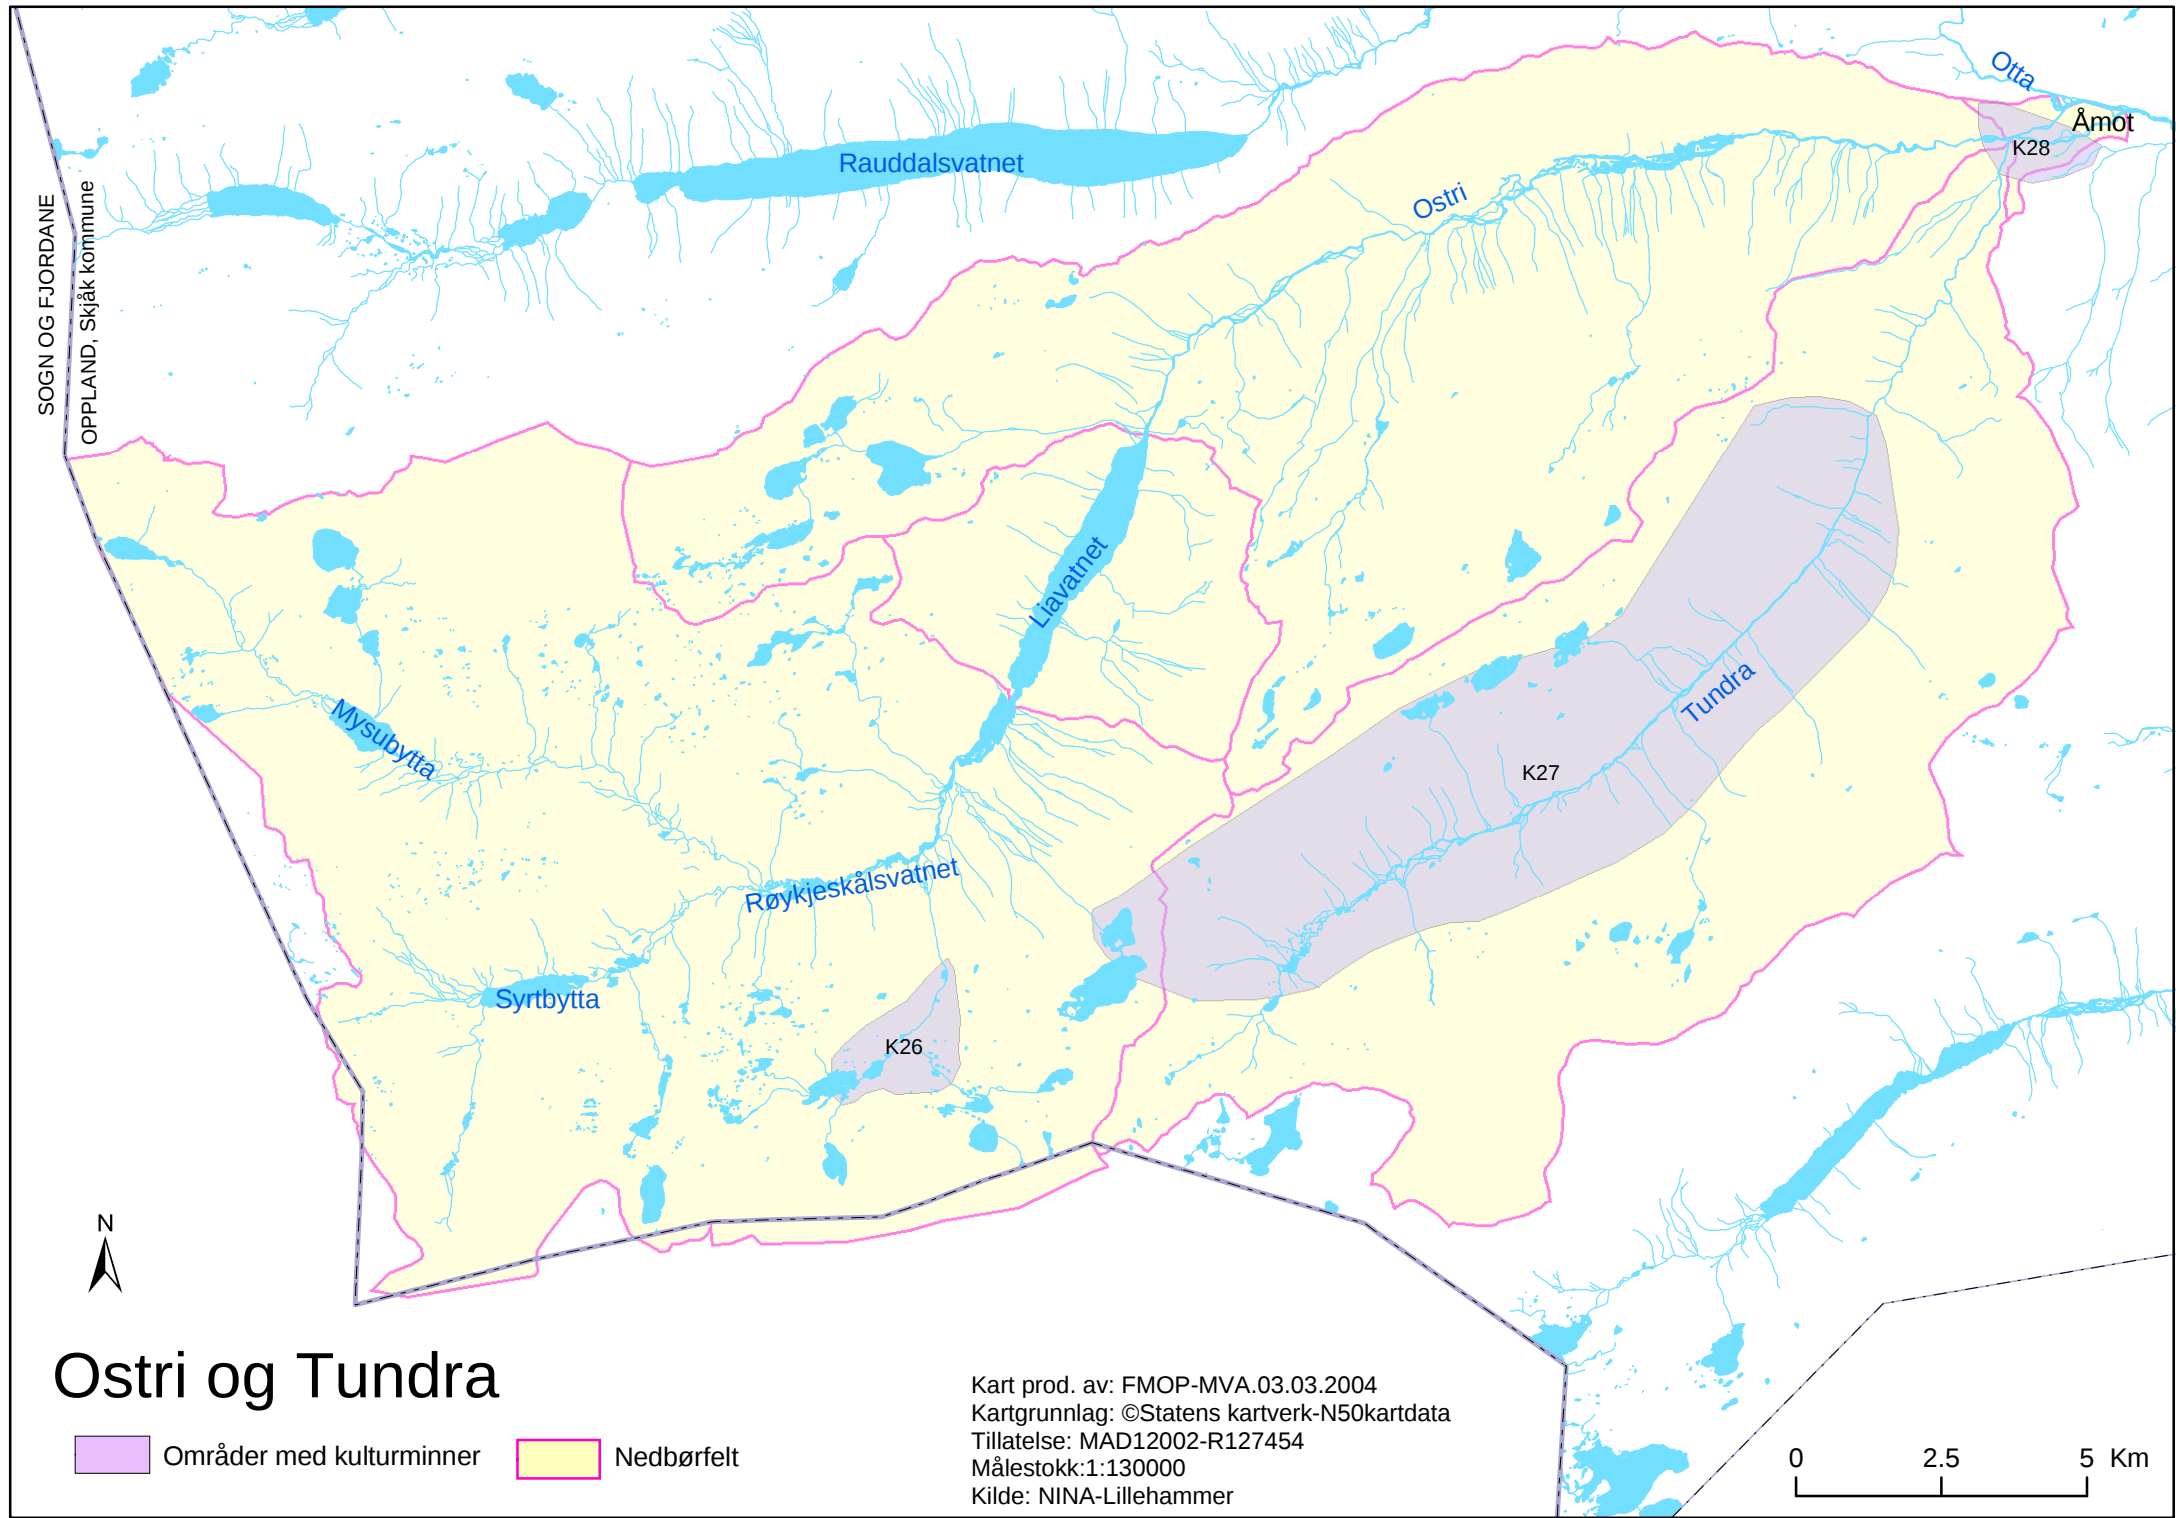 Otta
Åmot
K28
Rauddalsvatnet
Ostri
SOGN OG FJORDANE
OPPLAND, Skjåk kommune
Liavatnet
Tundra
Mysubytta
K27
Røykjeskålsvatnet
Syrtbytta
K26
N
Ostri og Tundra
Områder med kulturminner
Nedbørfelt
Kart prod. av: FMOP-MVA.03.03.2004
Kartgrunnlag: ©Statens kartverk-N50kartdata
Tillatelse: MAD12002-R127454
Målestokk:1:130000
Kilde: NINA-Lillehammer
0 2.5 5 Km